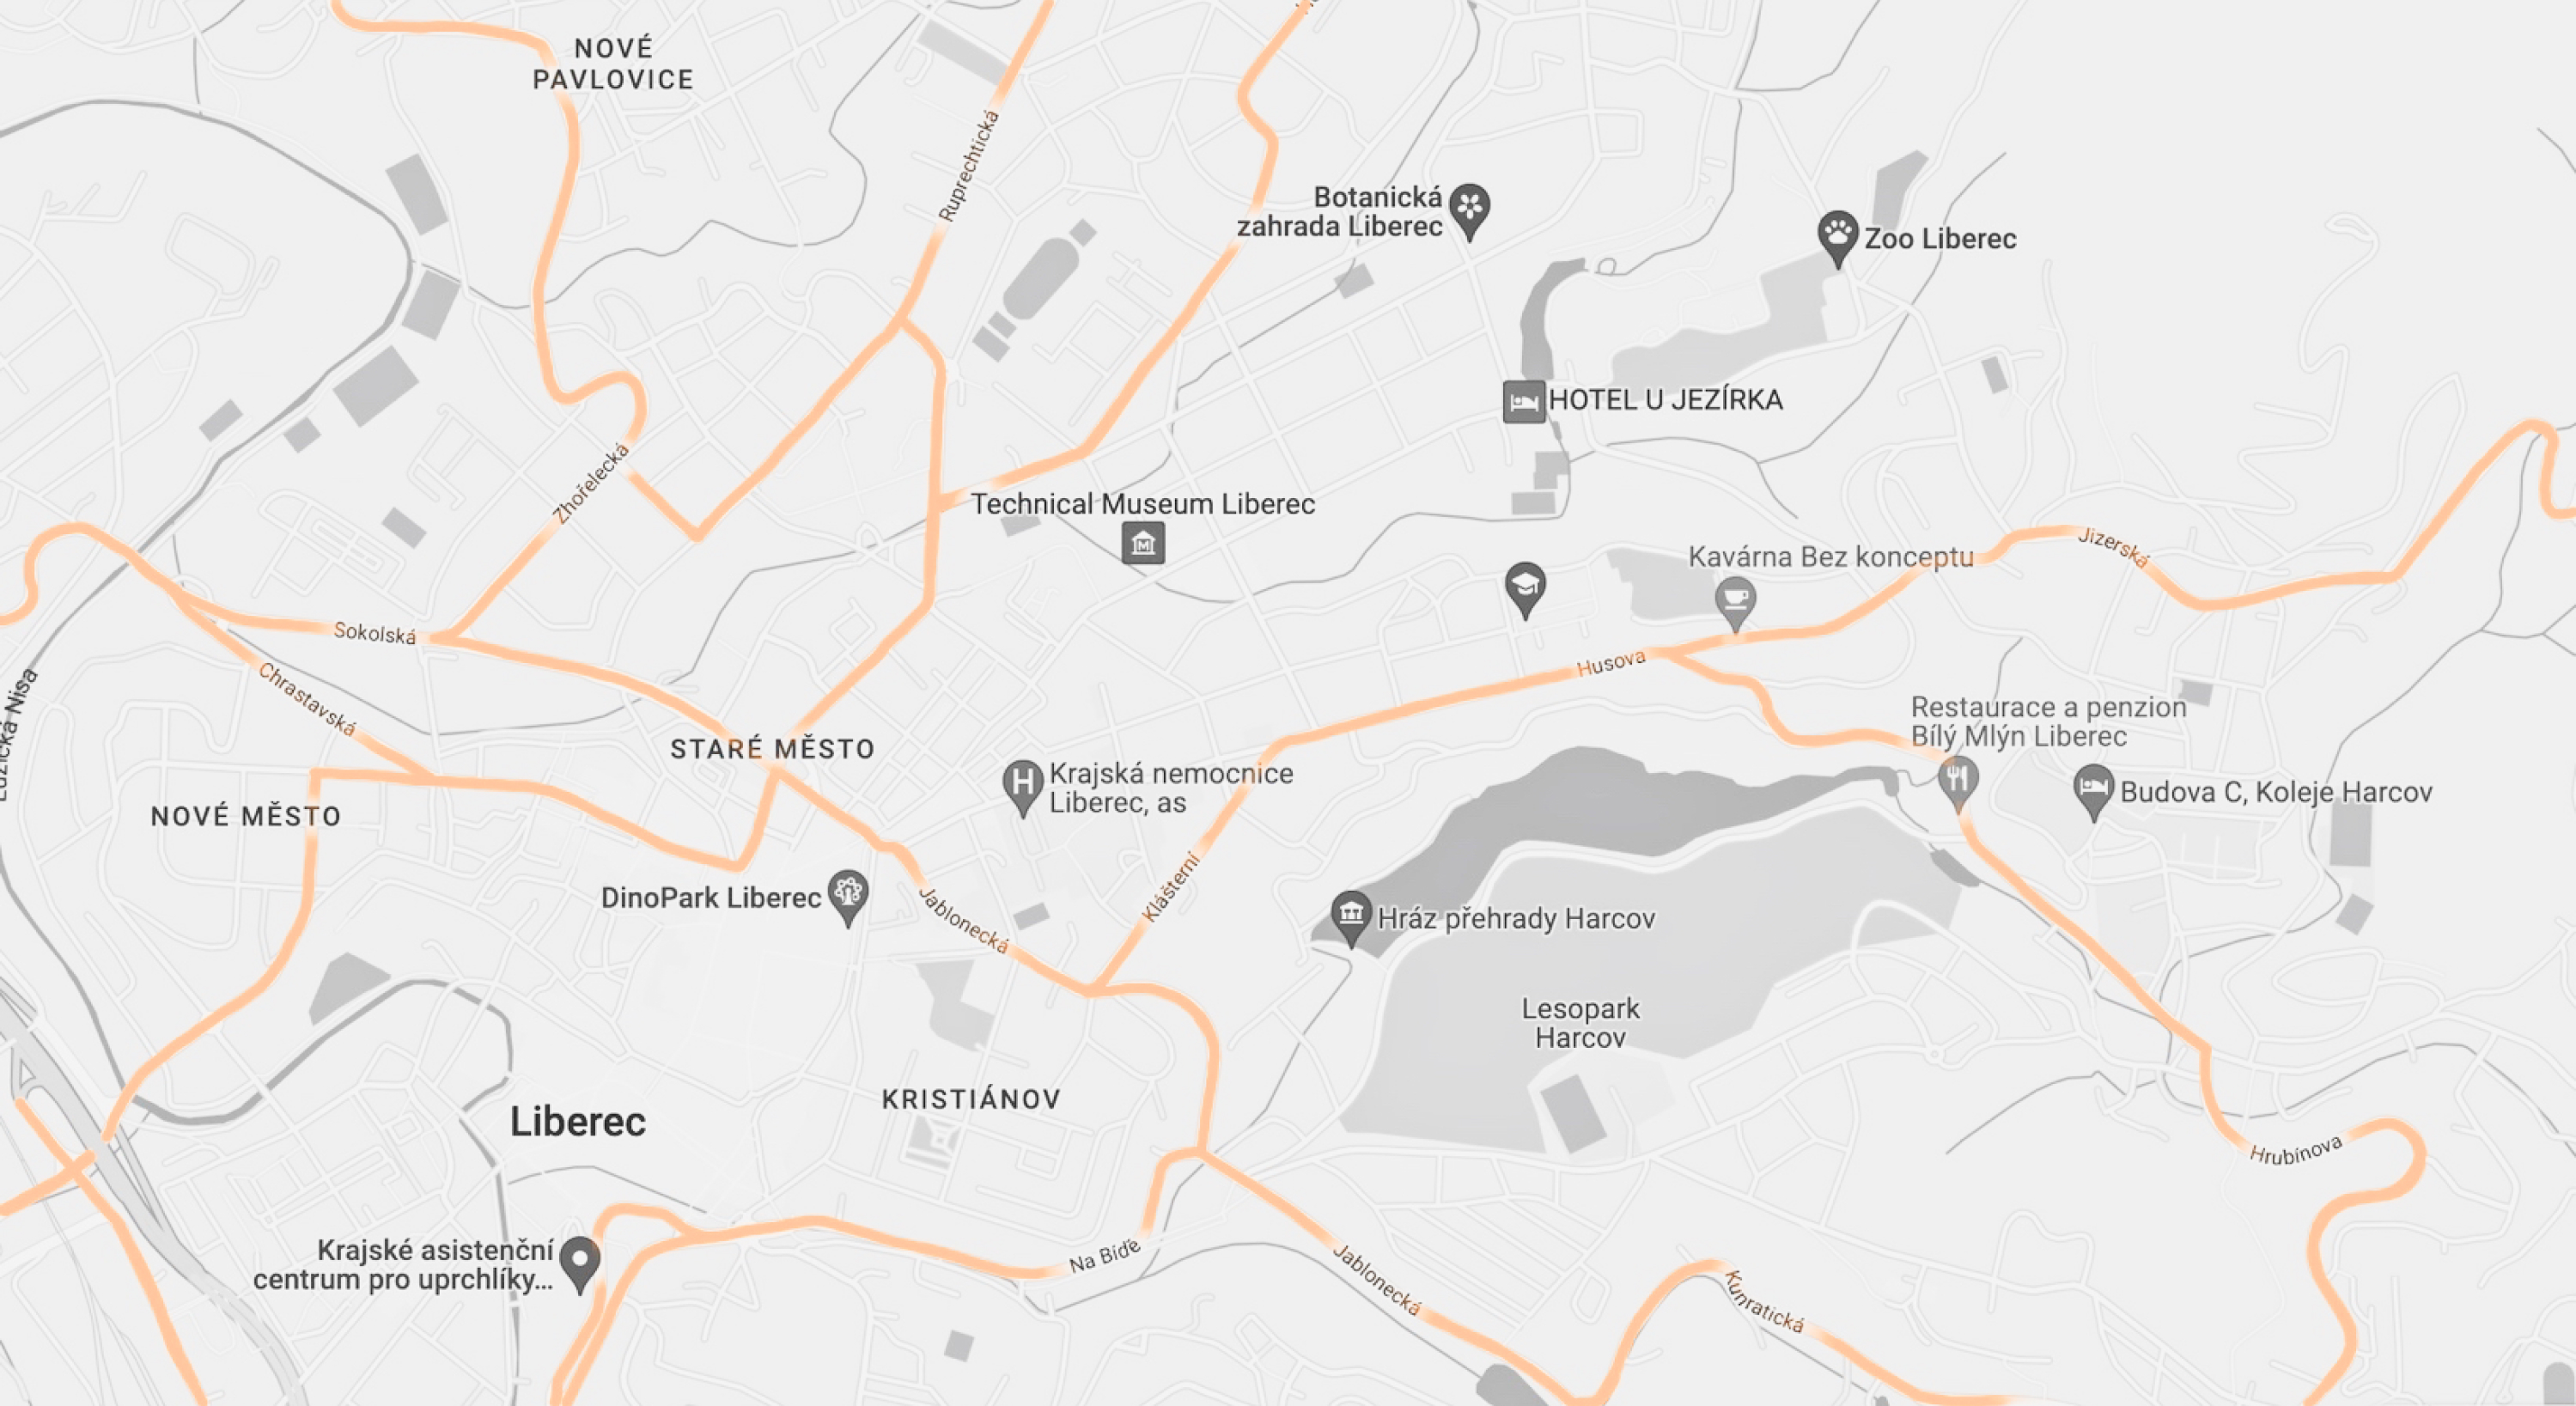 NOVÉ
PAVLOVICE
Ruprechtická
Botanická
zahrada Liberec
Zoo Liberec
HOTEL U JEZÍRKA
Zhořelecká
Technical Museum Liberec
M
Kavárna Bez konceptu
Jizerská
Sokolská
Husova
Chrastavská
Lužická Nisa
STARÉ MĚSTO
Restaurace a penzion
Bílý Mlýn Liberec
H
Krajská nemocnice
Liberec, as
Budova C, Koleje Harcov
NOVÉ MĚSTO
Klášterní
DinoPark Liberec
Jablonecká
Hráz přehrady Harcov
Lesopark
Harcov
KRISTIÁNOV
Liberec
Hrubínova
Krajské asistenční
centrum pro uprchlíky...
Na Bídě
Jablonecká
Kunratická